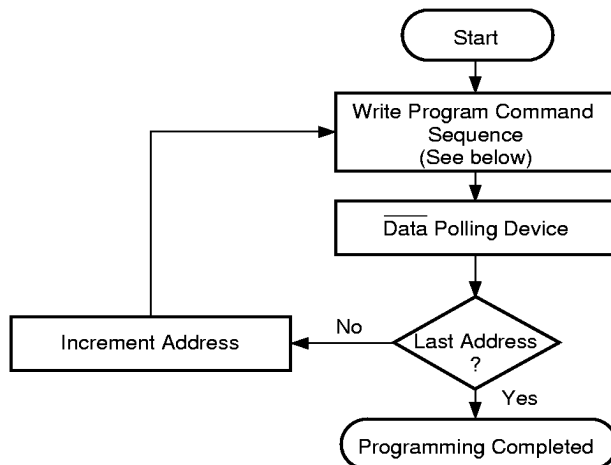 Start
Write Program Command
Sequence
(See below)
Data Polling Device
Last Address
?
No
Increment Address
Yes
Programming Completed